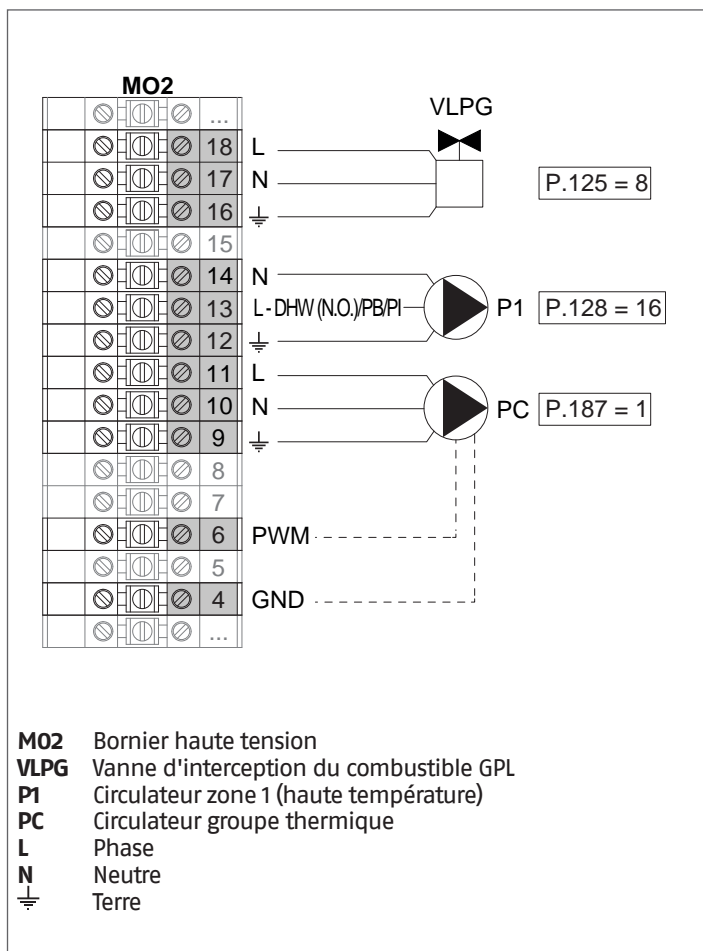 MO2
...
VLPG
18 L
17 N
P.125 = 8
16
15
14 N
13 L - DHW (N.O.)/PB/PI P1 P.128 = 16
12
11 L
10 N PC P.187 = 1
9
8
7
6 PWM
5
4 GND
...
M02 Bornier haute tension
VLPG Vanne d'interception du combustible GPL
P1 Circulateur zone 1 (haute température)
PC Circulateur groupe thermique
L Phase
N Neutre
⏚ Terre